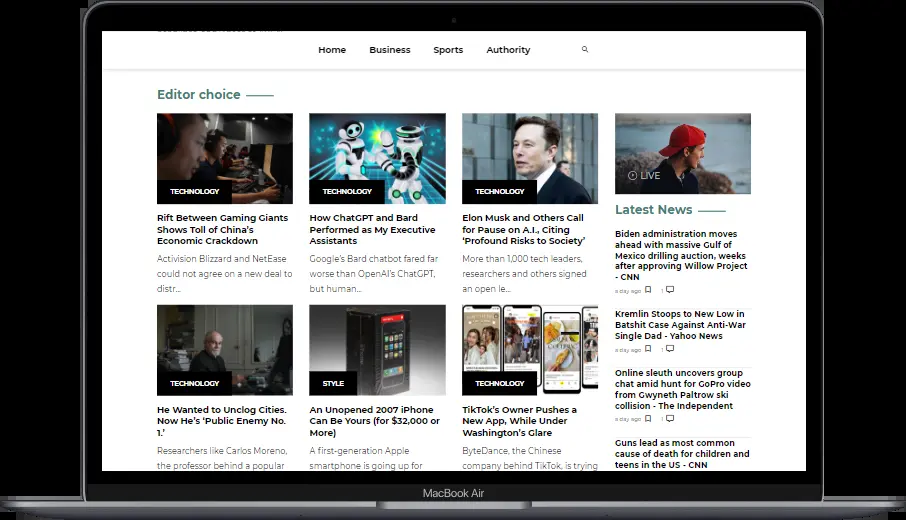 Home Business Sports Authority
Editor choice
TECHNOLOGY
Rift Between Gaming Giants
Shows Toll of China's
Economic Crackdown
Activision Blizzard and NetEase
could not agree on a new deal to
distr...
TECHNOLOGY
How ChatGPT and Bard
Performed as My Executive
Assistants
Google's Bard chatbot fared far
worse than OpenAI's ChatGPT,
but human...
TECHNOLOGY
Elon Musk and Others Call
for Pause on A.I., Citing
'Profound Risks to Society'
More than 1,000 tech leaders,
researchers and others signed
an open le...
TECHNOLOGY
He Wanted to Unclog Cities.
Now He's 'Public Enemy No.
1.'
Researchers like Carlos Moreno,
the professor behind a popular
STYLE
An Unopened 2007 iPhone
Can Be Yours (for $32,000 or
More)
A first-generation Apple
smartphone is going up for
TECHNOLOGY
TikTok's Owner Pushes a
New App, While Under
Washington's Glare
ByteDance, the Chinese
company behind TikTok, is trying
LIVE
Latest News
Biden administration moves
ahead with massive Gulf of
Mexico drilling auction, weeks
after approving Willow Project
- CNN
a day ago 1
Kremlin Stoops to New Low in
Batshit Case Against Anti-War
Single Dad - Yahoo News
a day ago 1
Online sleuth uncovers group
chat amid hunt for GoPro video
from Gwyneth Paltrow ski
collision - The Independent
a day ago 1
Guns lead as most common
cause of death for children and
teens in the US - CNN
MacBook Air